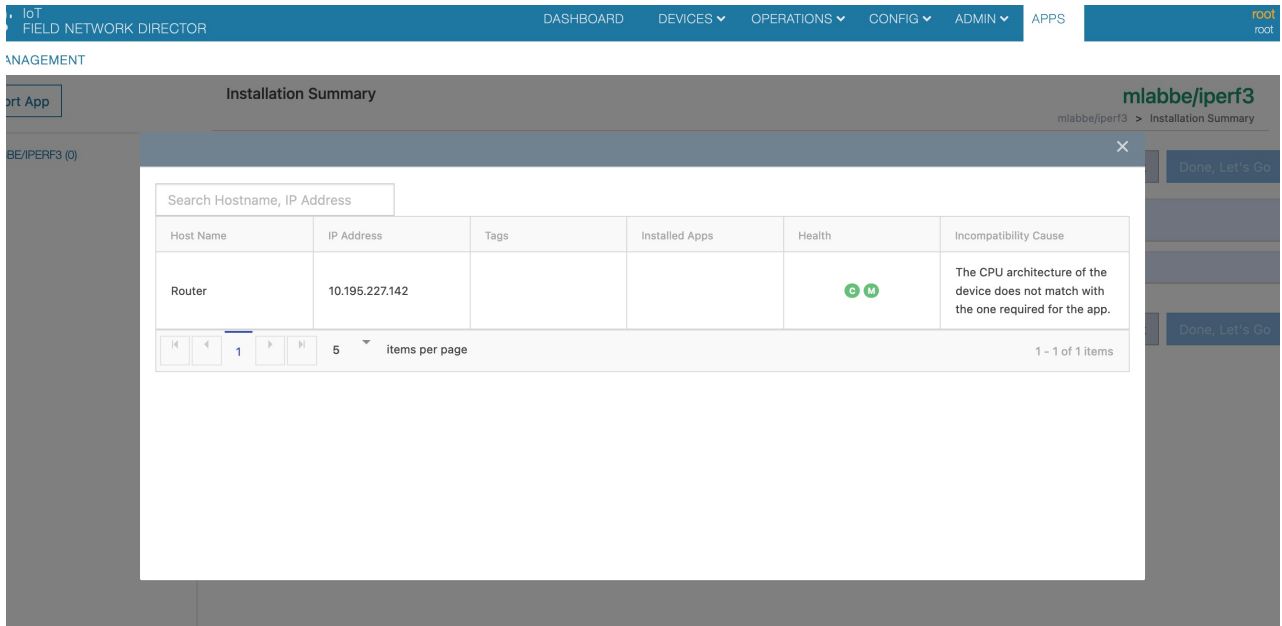 IoT
FIELD NETWORK DIRECTOR
DASHBOARD DEVICES OPERATIONS CONFIG ADMIN APPS
root
root
ANAGEMENT
ort App
Installation Summary
mlabbe/iperf3
mlabbe/iperf3 > Installation Summary
BE/IPERF3 (0)
Done, Let's Go
Search Hostname, IP Address
Host Name IP Address Tags Installed Apps Health Incompatibility Cause
Router 10.195.227.142 C M
The CPU architecture of the
device does not match with
the one required for the app.
1 5 items per page 1 - 1 of 1 items
Done, Let's Go